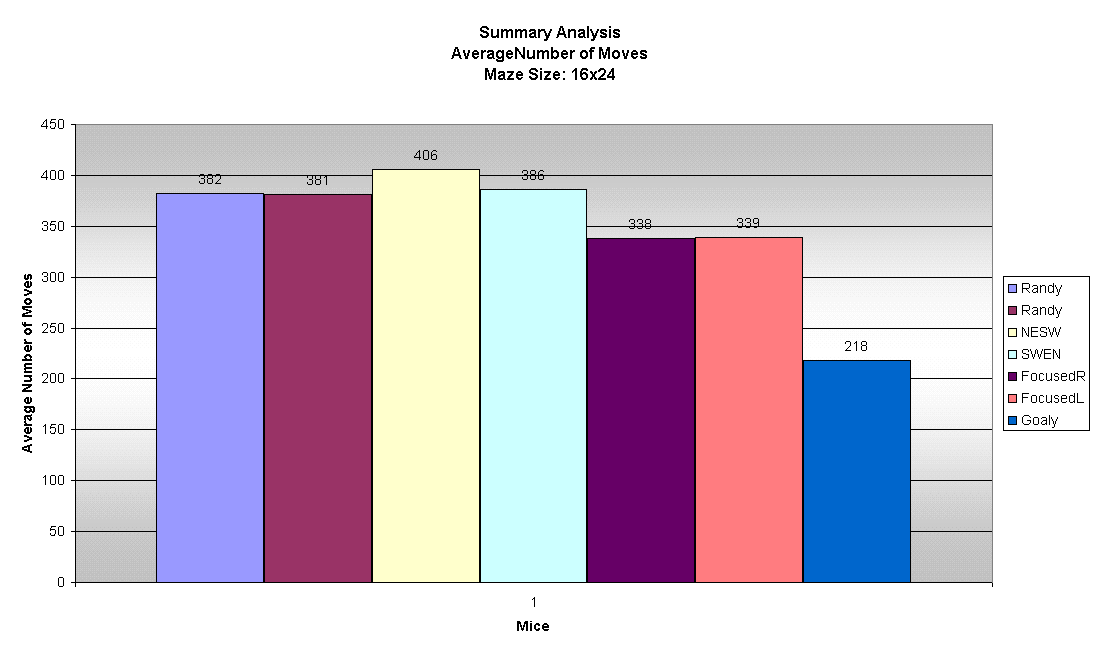 Summary Analysis
AverageNumber of Moves
Maze Size: 16x24
450
400
350
300
250
200
150
100
50
0
Average Number of Moves
382
381
406
386
338
339
218
1
Mice
Randy
Randy
NESW
SWEN
FocusedR
FocusedL
Goaly